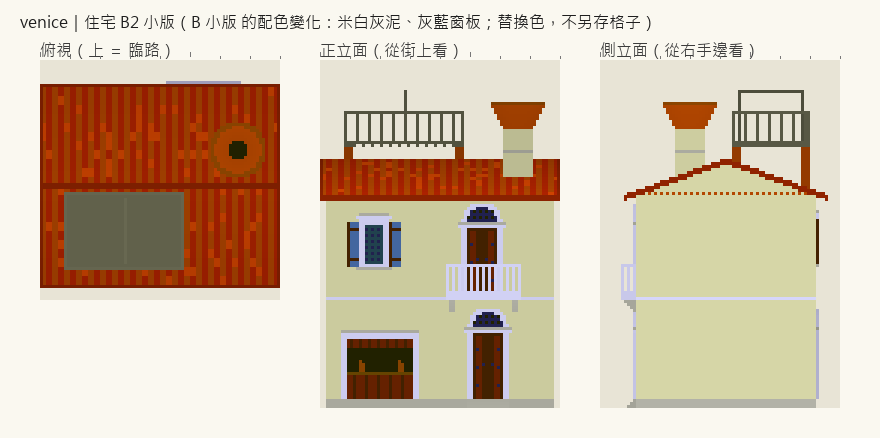 venice｜住宅 B2 小版（B 小版 的配色變化：米白灰泥、灰藍窗板；替換色，不另存格子）
俯視（上 = 臨路）
正立面（從街上看）
側立面（從右手邊看）